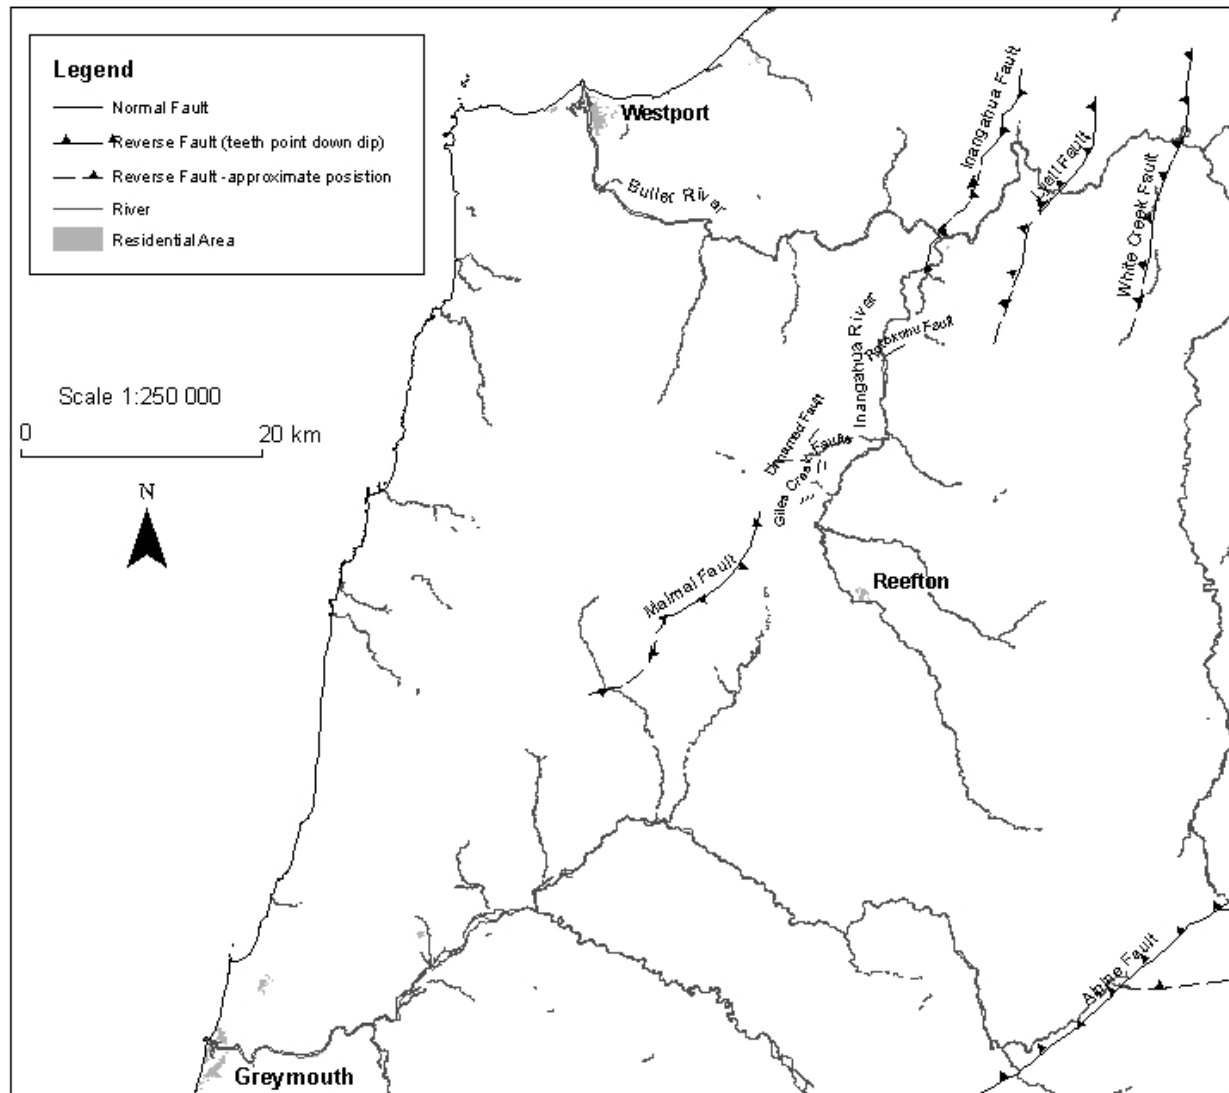 Legend
Normal Fault
Reverse Fault (teeth point down dip)
Reverse Fault - approximate posistion
River
Residential Area
Westport
Buller River
Inangahua Fault
Lyell Fault
White Creek Fault
Inangahua River
Rotokohu Fault
Scale 1:250 000
0 20 km
N
Unnamed Fault
Giles Creek Faults
Maimai Fault
Reefton
Alpine Fault
Greymouth